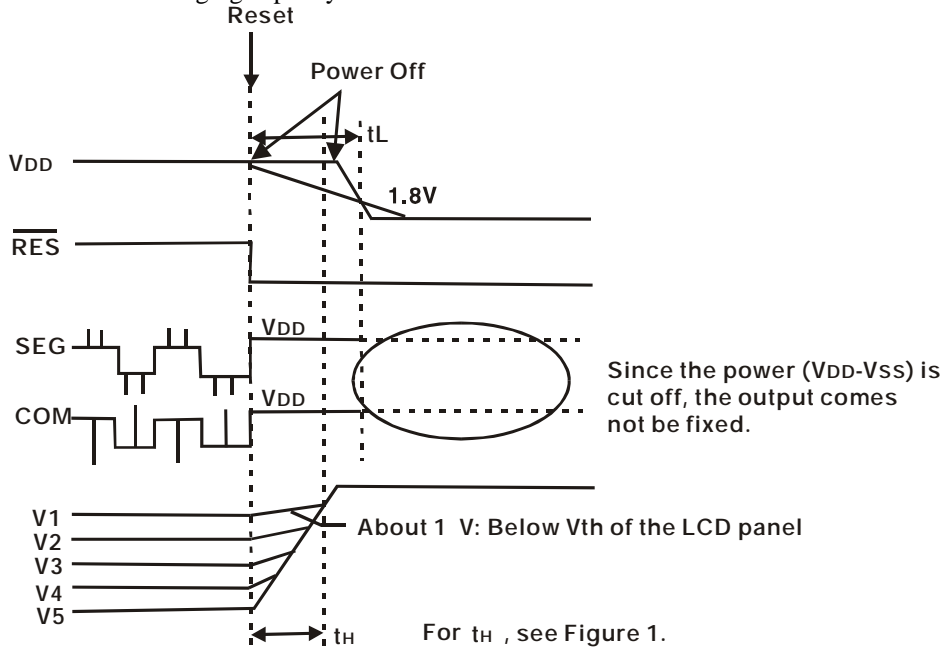 Reset
Power Off
tL
VDD
1.8V
RES
VDD
SEG
VDD
COM
Since the power (VDD-VSS) is
cut off, the output comes
not be fixed.
V1
About 1 V: Below Vth of the LCD panel
V2
V3
V4
V5
tH
For tH , see Figure 1.